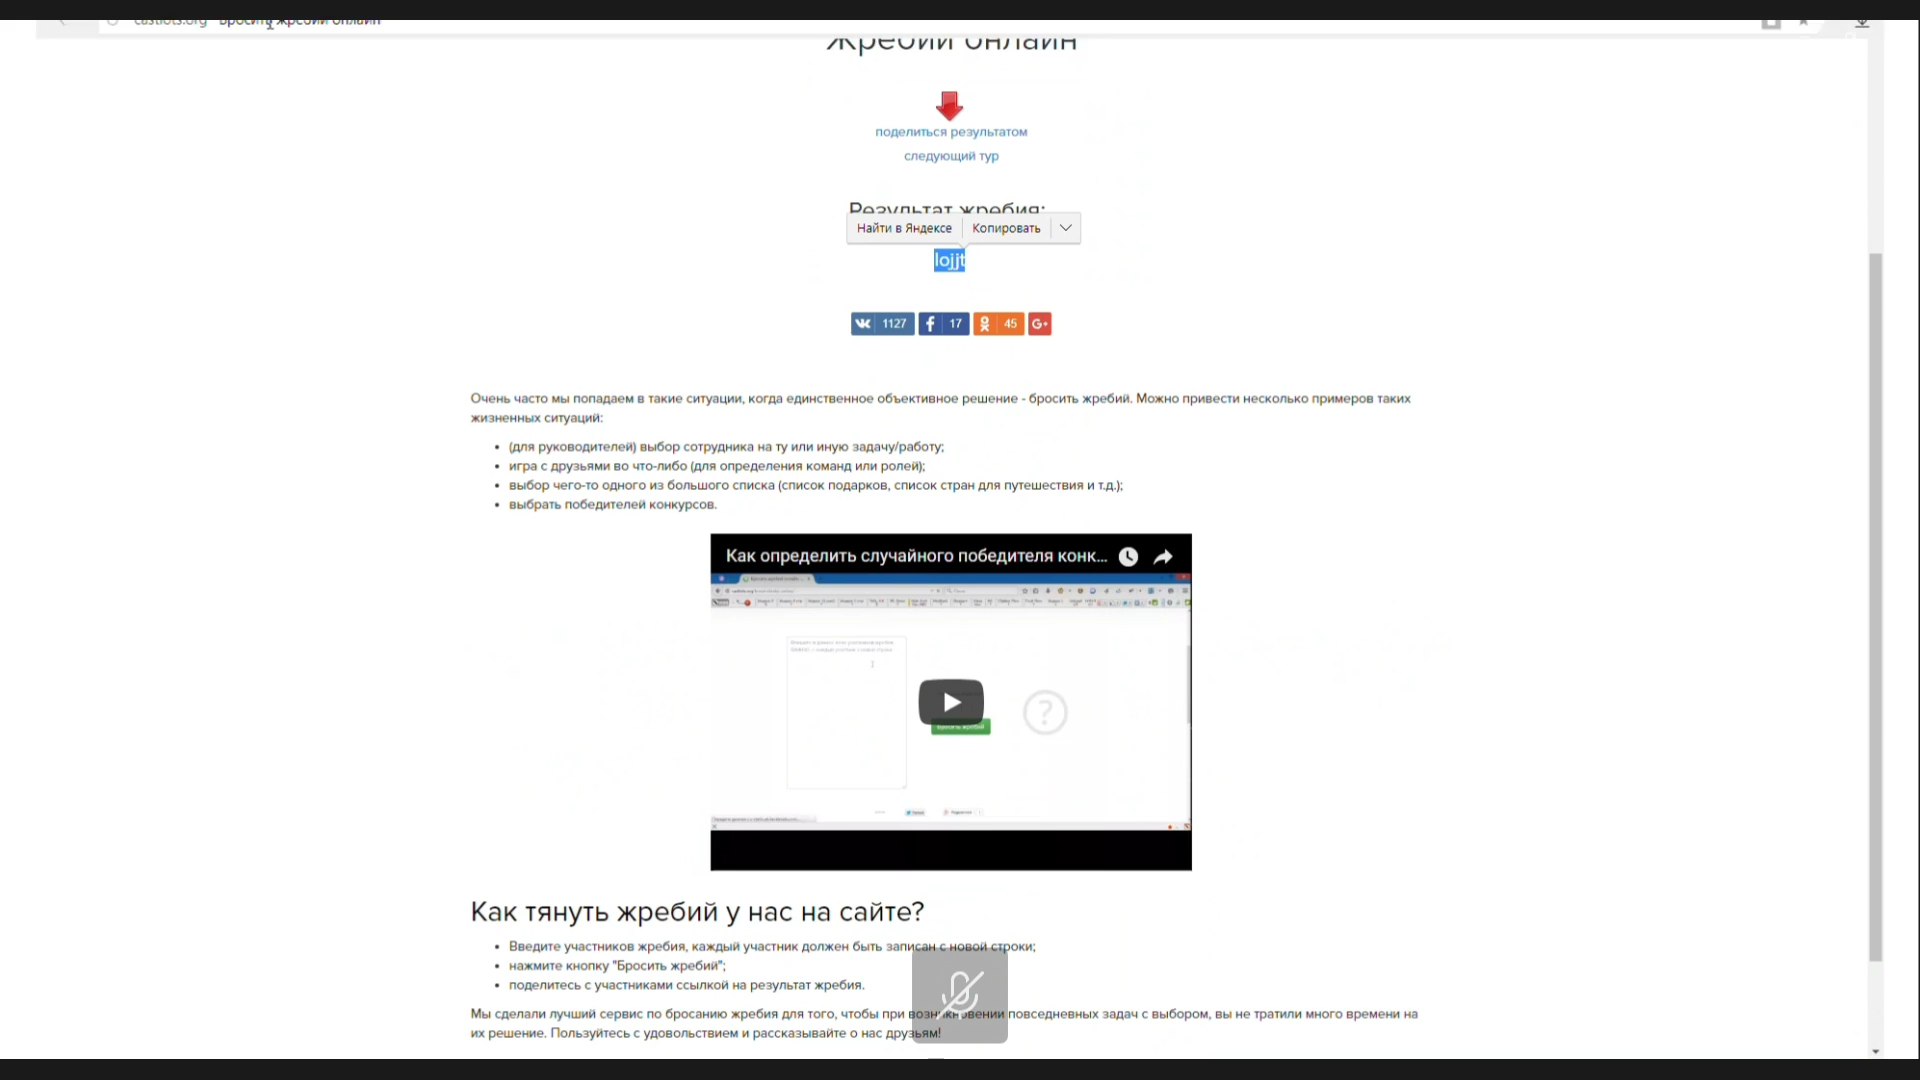 castlots.org Бросить жребий онлайн
Жребий онлайн
поделиться результатом
следующий тур
Результат жребия:
Найти в Яндексе Копировать
lojjt
1127 17 45 G+
Очень часто мы попадаем в такие ситуации, когда единственное объективное решение - бросить жребий. Можно привести несколько примеров таких
жизненных ситуаций:
(для руководителей) выбор сотрудника на ту или иную задачу/работу;
игра с друзьями во что-либо (для определения команд или ролей);
выбор чего-то одного из большого списка (список подарков, список стран для путешествия и т.д.);
выбрать победителей конкурсов.
Как определить случайного победителя конк...
Как тянуть жребий у нас на сайте?
Введите участников жребия, каждый участник должен быть записан с новой строки;
нажмите кнопку "Бросить жребий";
поделитесь с участниками ссылкой на результат жребия.
Мы сделали лучший сервис по бросанию жребия для того, чтобы при возникновении повседневных задач с выбором, вы не тратили много времени на
их решение. Пользуйтесь с удовольствием и рассказывайте о нас друзьям!